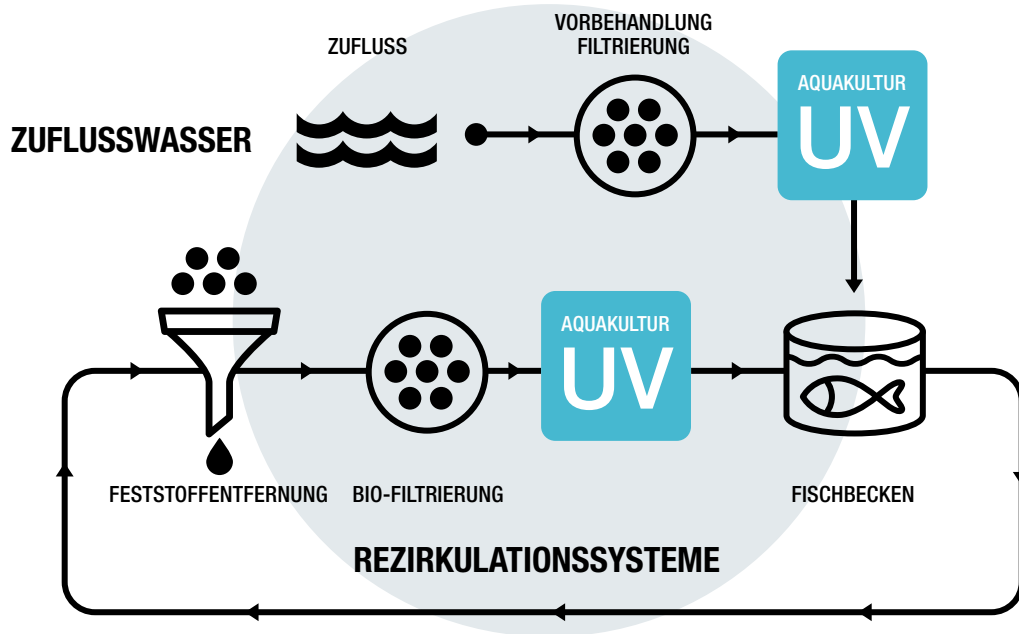 ZUFLUSS
VORBEHANDLUNG
FILTRIERUNG
AQUAKULTUR
UV
ZUFLUSSWASSER
AQUAKULTUR
UV
FESTSTOFFENTFERNUNG
BIO-FILTRIERUNG
FISCHBECKEN
REZIRKULATIONSSYSTEME